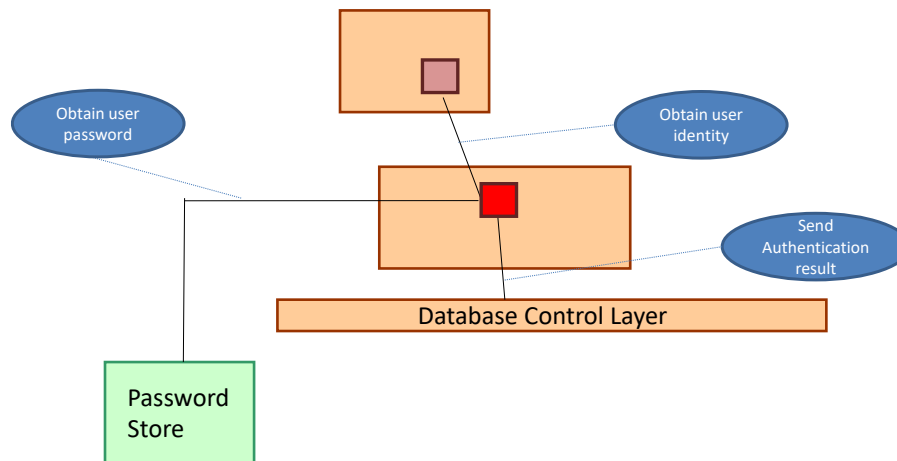 Obtain user
password
Obtain user
identity
Send
Authentication
result
Database Control Layer
Password
Store